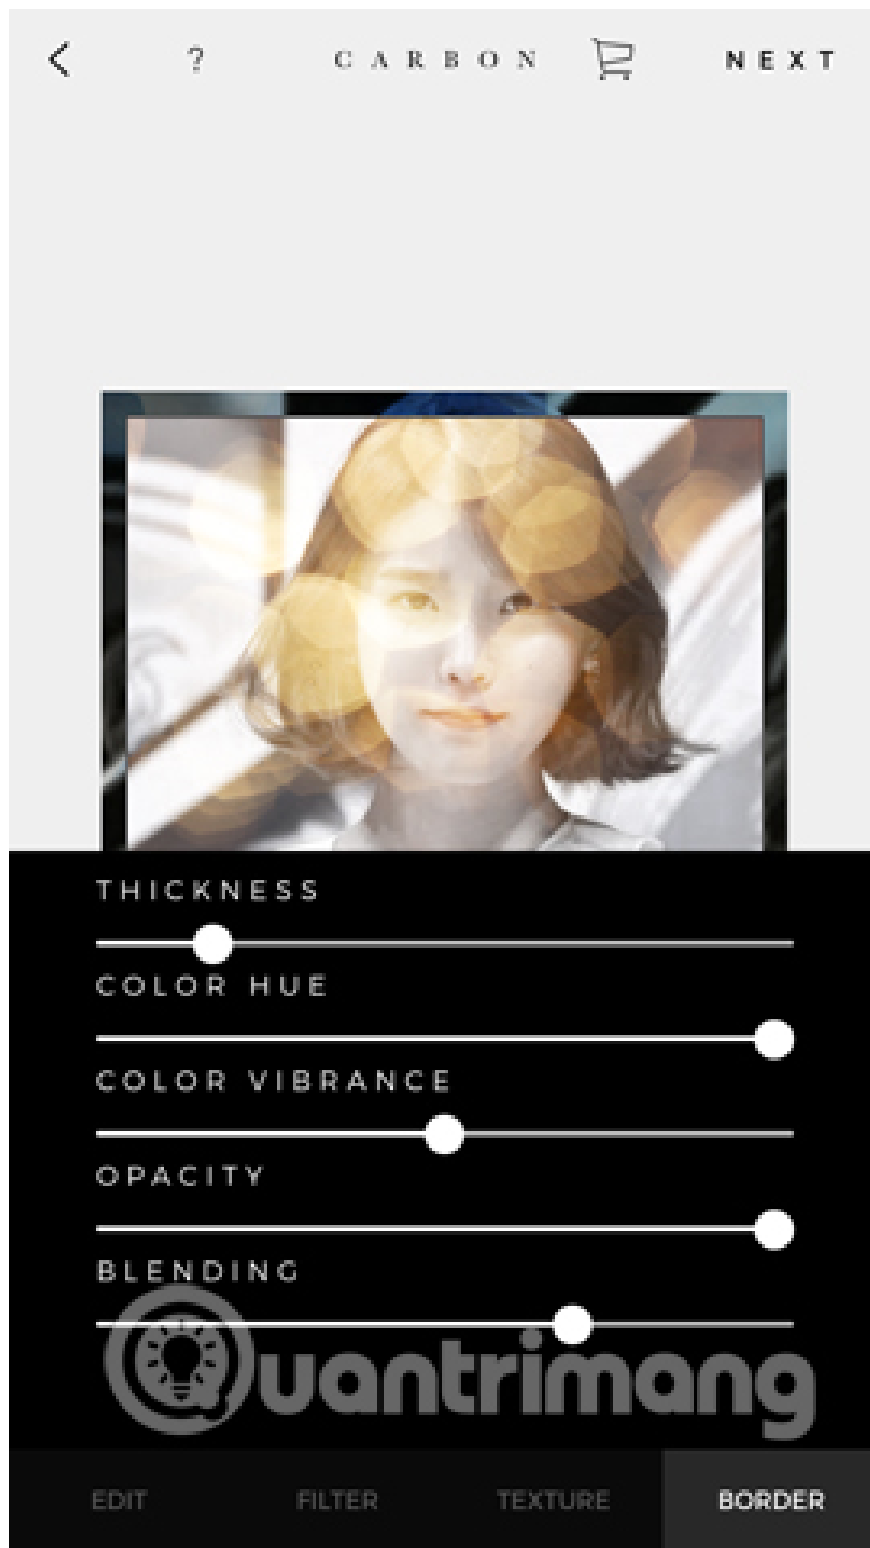 ? CARBON NEXT
THICKNESS
COLOR HUE
COLOR VIBRANCE
OPACITY
BLENDING
Quantrimang
EDIT FILTER TEXTURE BORDER